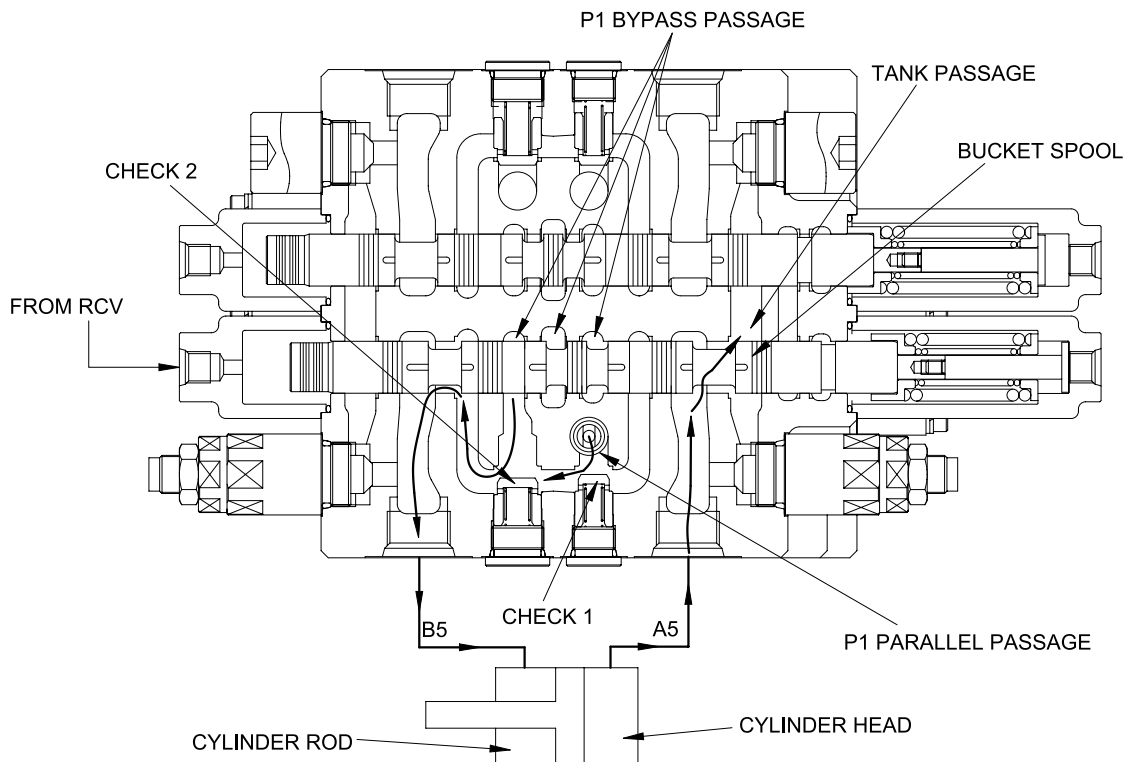 P1 BYPASS PASSAGE
TANK PASSAGE
BUCKET SPOOL
CHECK 2
FROM RCV
CHECK 1
B5
A5
P1 PARALLEL PASSAGE
CYLINDER HEAD
CYLINDER ROD